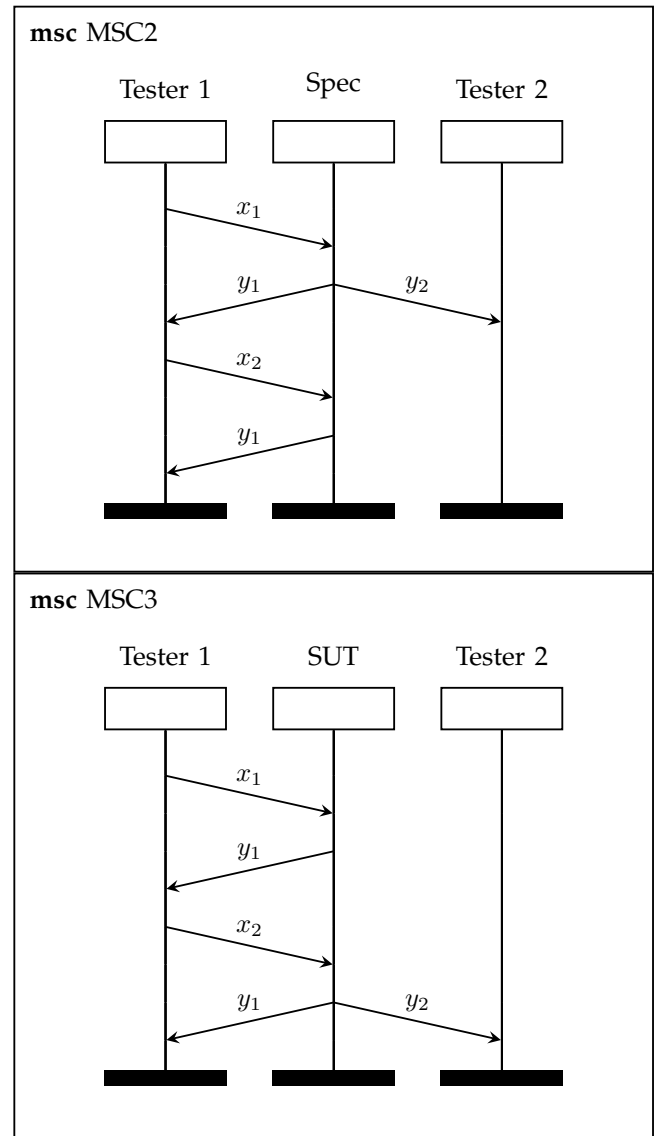 msc MSC2
Tester 1 Spec Tester 2
x₁
y₁ y₂
x₂
y₁
msc MSC3
Tester 1 SUT Tester 2
x₁
y₁
x₂
y₁ y₂